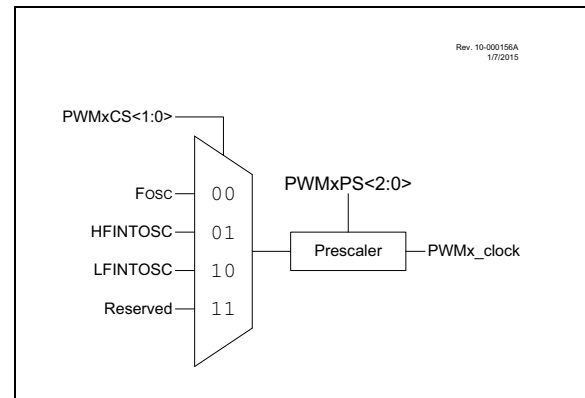 Rev. 10-000156A
1/7/2015
PWMxCS<1:0>
FOSC 00
HFINTOSC 01
LFINTOSC 10
Reserved 11
PWMxPS<2:0>
Prescaler
PWMx_clock